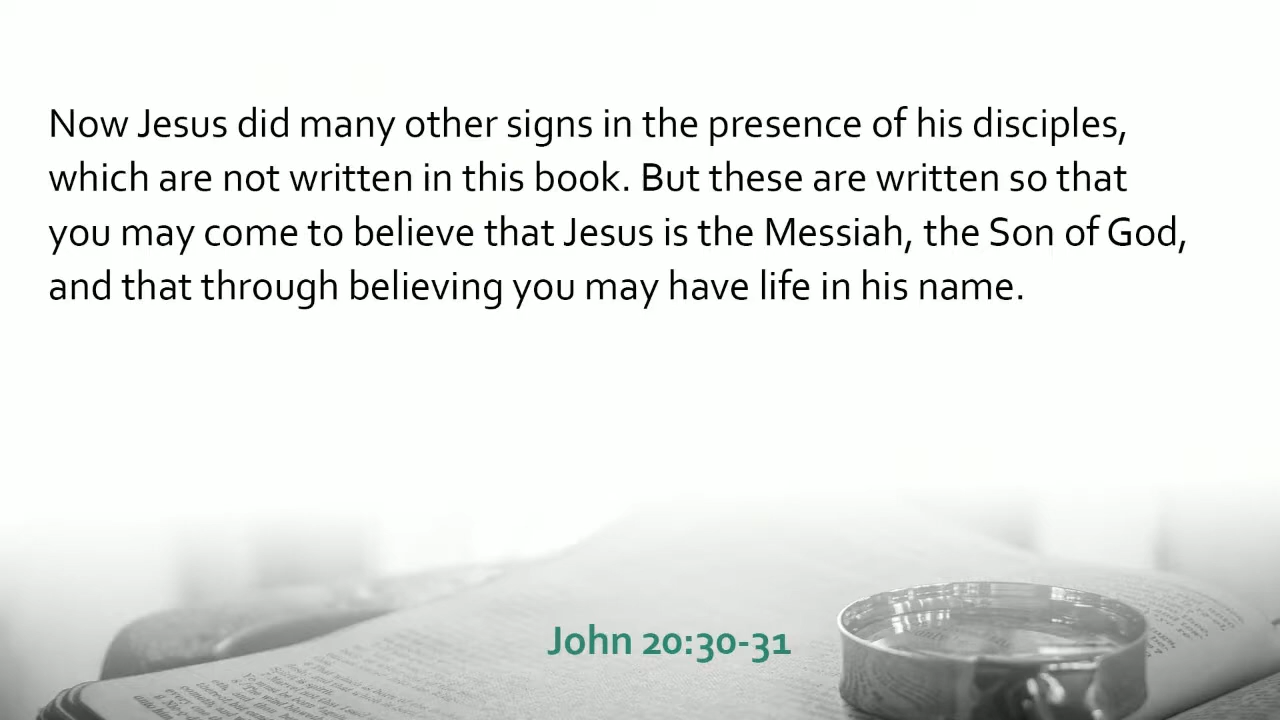 Now Jesus did many other signs in the presence of his disciples,
which are not written in this book. But these are written so that
you may come to believe that Jesus is the Messiah, the Son of God,
and that through believing you may have life in his name.
John 20:30-31